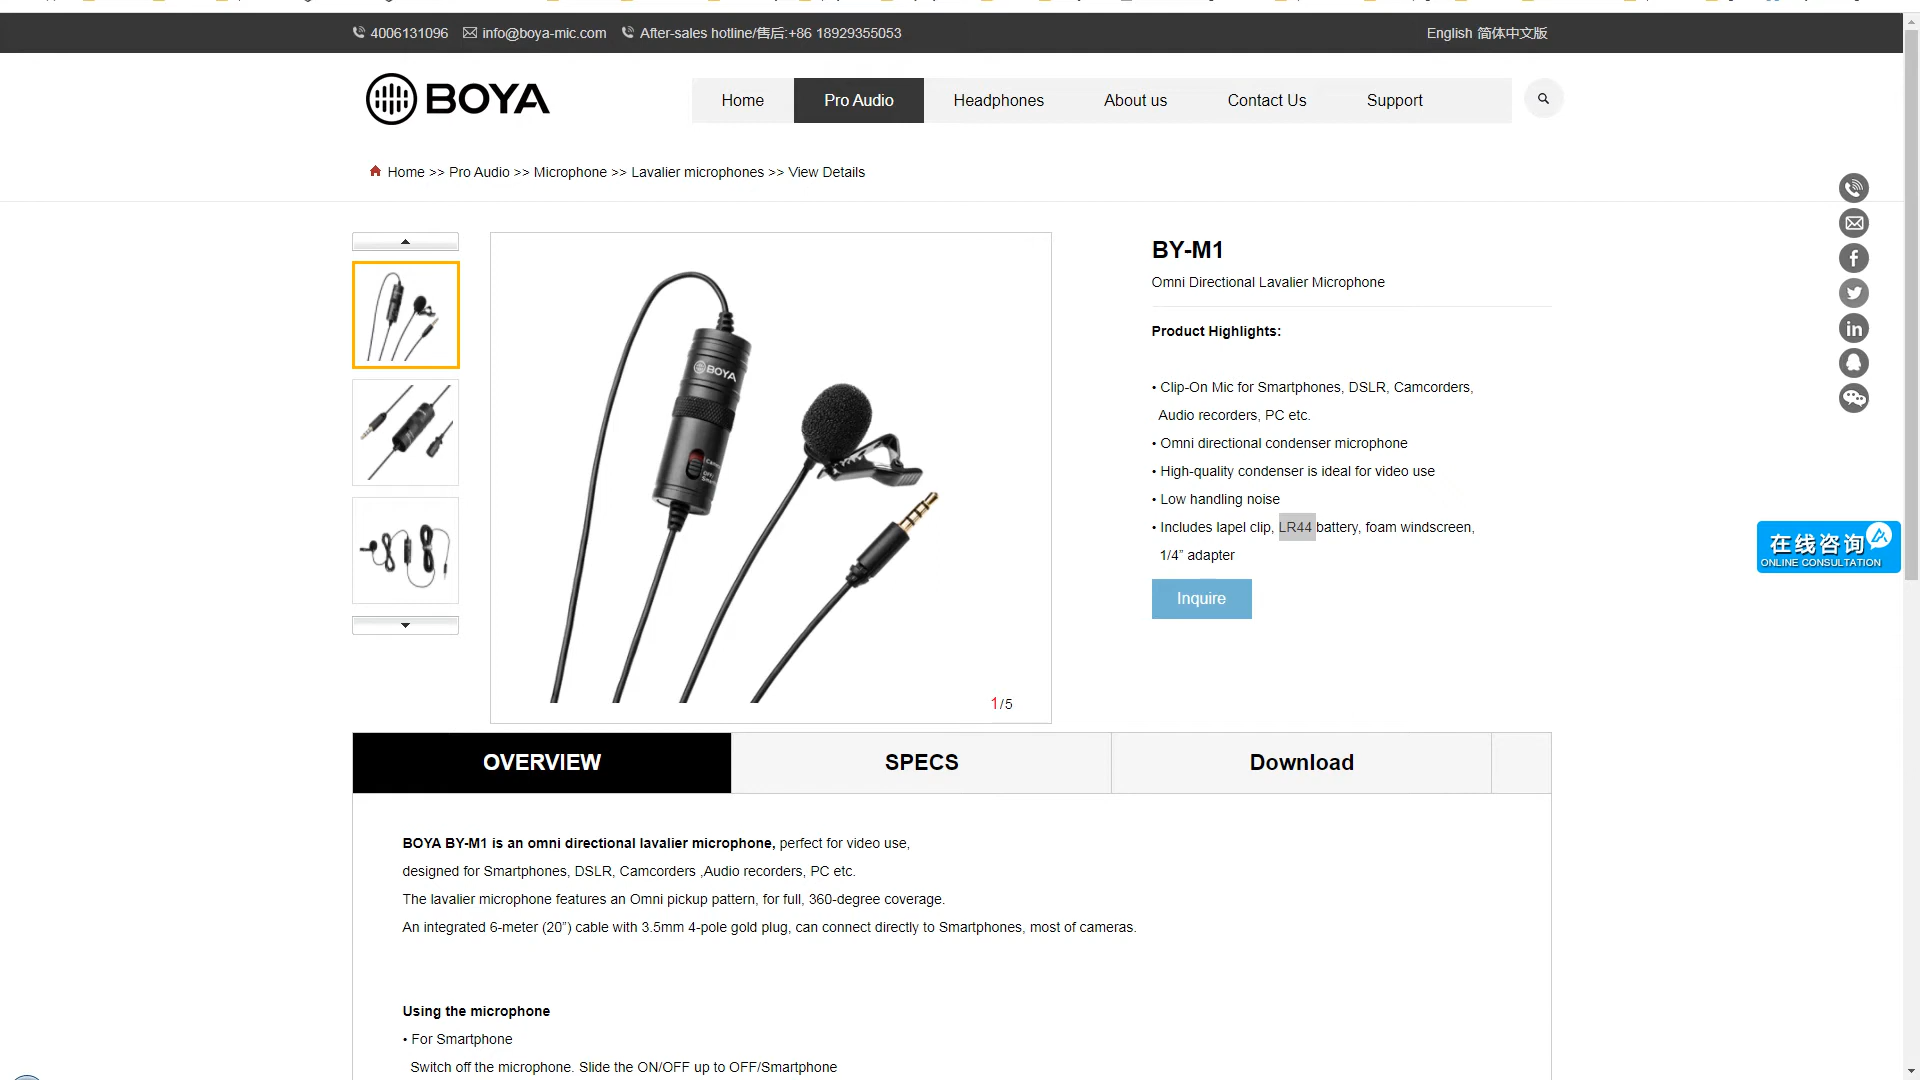 4006131096 info@boya-mic.com After-sales hotline/售后:+86 18929355053 English 简体中文版
BOYA
Home Pro Audio Headphones About us Contact Us Support
Home >> Pro Audio >> Microphone >> Lavalier microphones >> View Details
BOYA
1/5
BY-M1
Omni Directional Lavalier Microphone
Product Highlights:
• Clip-On Mic for Smartphones, DSLR, Camcorders,
Audio recorders, PC etc.
• Omni directional condenser microphone
• High-quality condenser is ideal for video use
• Low handling noise
• Includes lapel clip, LR44 battery, foam windscreen,
1/4” adapter
Inquire
在线咨询
ONLINE CONSULTATION
OVERVIEW SPECS Download
BOYA BY-M1 is an omni directional lavalier microphone, perfect for video use,
designed for Smartphones, DSLR, Camcorders ,Audio recorders, PC etc.
The lavalier microphone features an Omni pickup pattern, for full, 360-degree coverage.
An integrated 6-meter (20”) cable with 3.5mm 4-pole gold plug, can connect directly to Smartphones, most of cameras.
Using the microphone
• For Smartphone
Switch off the microphone. Slide the ON/OFF up to OFF/Smartphone